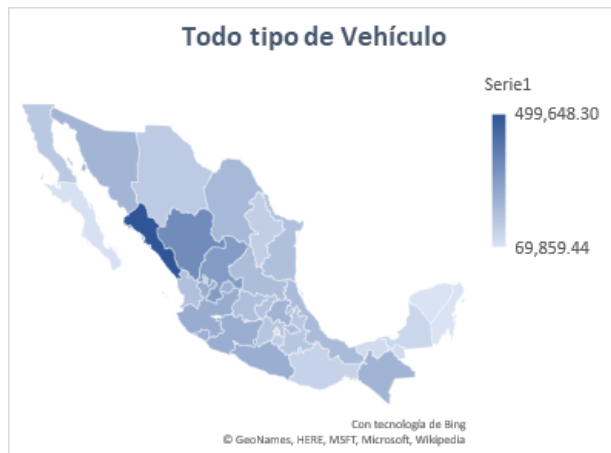 Todo tipo de Vehículo
Serie1
499,648.30
69,859.44
Con tecnología de Bing
© GeoNames, HERE, MSFT, Microsoft, Wikipedia